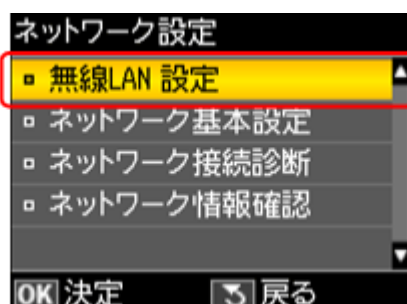 ネットワーク設定
無線LAN 設定
ネットワーク基本設定
ネットワーク接続診断
ネットワーク情報確認
OK 決定 戻る